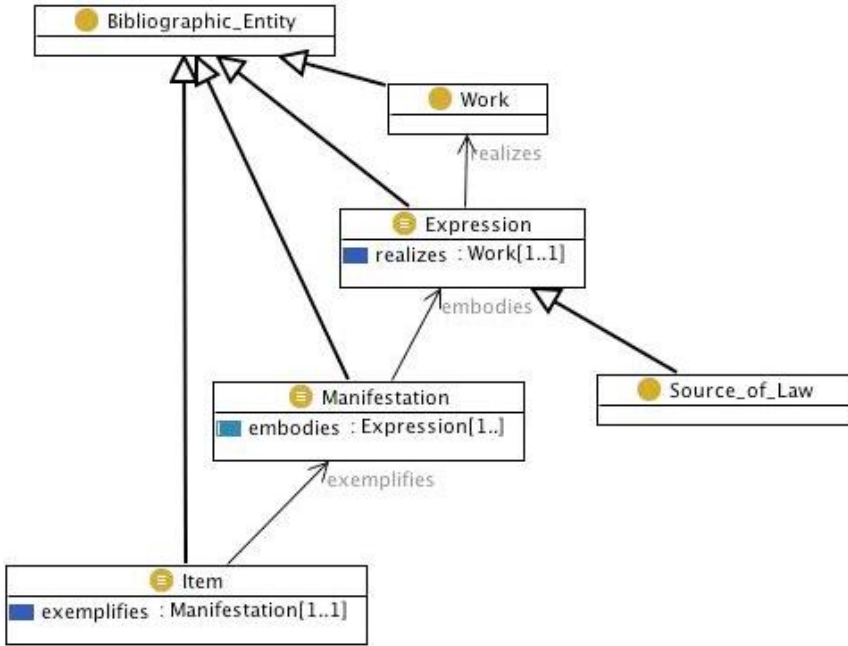 Bibliographic_Entity
Work
realizes
Expression
realizes : Work[1..1]
embodies
Manifestation
embodies : Expression[1..]
Source_of_Law
exemplifies
Item
exemplifies : Manifestation[1..1]